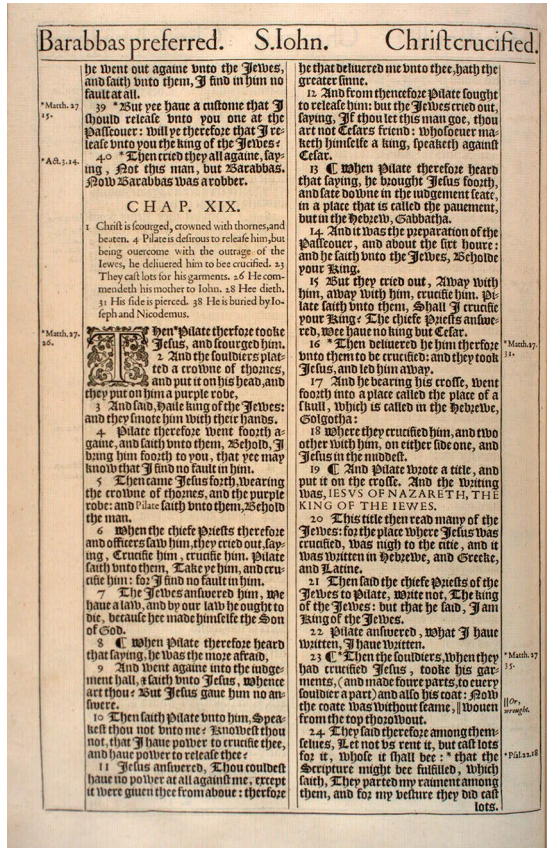 Barabbas preferred. S.Iohn. Christ crucified.
he went out againe vnto the Jewes,
and saith vnto them, J find in him no
fault at all.
*Matth. 27
15.
39 *But yee haue a custome that J
should release vnto you one at the
Passeouer: will ye therefore that J re-
lease vnto you the king of the Jewes?
*Act.3.14.
40 *Then cried they all againe, say-
ing, Not this man, but Barabbas.
Now Barabbas was a robber.
CHAP. XIX.
1 Christ is scourged, crowned with thornes, and
beaten. 4 Pilate is desirous to release him, but
being ouercome with the outrage of the
Iewes, he deliuered him to bee crucified. 23
They cast lots for his garments. 26 He com-
mendeth his mother to Iohn. 28 Hee dieth.
31 His side is pierced. 38 He is buried by Io-
seph and Nicodemus.
*Matth. 27.
26.
THen *Pilate therfore tooke
Jesus, and scourged him.
2 And the souldiers plat-
ted a crowne of thornes,
and put it on his head, and
they put on him a purple robe,
3 And said, Haile king of the Jewes:
and they smote him with their hands.
4 Pilate therefore went foorth a-
gaine, and saith vnto them, Behold, J
bring him foorth to you, that yee may
know that J find no fault in him.
5 Then came Jesus forth, wearing
the crowne of thornes, and the purple
robe: and Pilate saith vnto them, Behold
the man.
6 When the chiefe Priests therefore
and officers saw him, they cried out, say-
ing, Crucifie him, crucifie him. Pilate
saith vnto them, Take ye him, and cru-
cifie him: for J find no fault in him.
7 The Jewes answered him, We
haue a law, and by our law he ought to
die, because hee made himselfe the Son
of God.
8 ¶ When Pilate therefore heard
that saying, he was the more afraid,
9 And went againe into the iudge-
ment hall, & saith vnto Jesus, Whence
art thou? But Jesus gaue him no an-
swere.
10 Then saith Pilate vnto him, Spea-
kest thou not vnto me? Knowest thou
not, that J haue power to crucifie thee,
and haue power to release thee?
11 Jesus answered, Thou couldest
haue no power at all against me, except
it were giuen thee from aboue: therfore
he that deliuered me vnto thee, hath the
greater sinne.
12 And from thencefoorth Pilate sought
to release him: but the Jewes cried out,
saying, Jf thou let this man goe, thou
art not Cesars friend: whosoeuer ma-
keth himselfe a king, speaketh against
Cesar.
13 ¶ When Pilate therefore heard
that saying, he brought Jesus foorth,
and sate downe in the iudgement seate,
in a place that is called the pauement,
but in the Hebrew, Gabbatha.
14 And it was the preparation of the
Passeouer, and about the sixt houre:
and he saith vnto the Jewes, Beholde
your King.
15 But they cried out, Away with
him, away with him, crucifie him. Pi-
late saith vnto them, Shall J crucifie
your King? The chiefe Priests answe-
red, Wee haue no king but Cesar.
16 *Then deliuered he him therfore
vnto them to be crucified: and they tooke
Jesus, and led him away.
*Matth. 27.
31.
17 And he bearing his crosse, went
foorth into a place called the place of a
skull, which is called in the Hebrewe,
Golgotha:
18 Where they crucified him, and two
other with him, on either side one, and
Jesus in the middest.
19 ¶ And Pilate wrote a title, and
put it on the crosse. And the writing
was, IESVS OF NAZARETH, THE
KING OF THE IEWES.
20 This title then read many of the
Jewes: for the place where Jesus was
crucified, was nigh to the citie, and it
was written in Hebrewe, and Greeke,
and Latine.
21 Then said the chiefe Priests of the
Jewes to Pilate, Write not, The king
of the Jewes: but that he said, J am
King of the Jewes.
22 Pilate answered, What J haue
written, J haue written.
23 ¶ *Then the souldiers, when they
had crucified Jesus, tooke his gar-
ments, (and made foure parts, to euery
souldier a part) and also his coat: Now
the coate was without seame, || wouen
from the top thorowout.
*Matth. 27
35.
||Or,
wrought.
24 They said therefore among them-
selues, Let not vs rent it, but cast lots
for it, whose it shall bee: *that the
Scripture might bee fulfilled, which
saith, They parted my raiment among
them, and for my vesture they did cast
*Psal.22.18
lots.